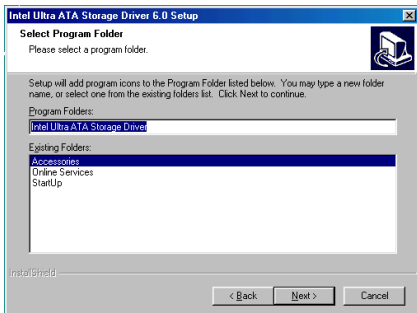 Intel Ultra ATA Storage Driver 6.0 Setup
Select Program Folder
Please select a program folder.
Setup will add program icons to the Program Folder listed below. You may type a new folder
name, or select one from the existing folders list. Click Next to continue.
Program Folders:
Intel Ultra ATA Storage Driver
Existing Folders:
Accessories
Online Services
StartUp
InstallShield
< Back
Next >
Cancel